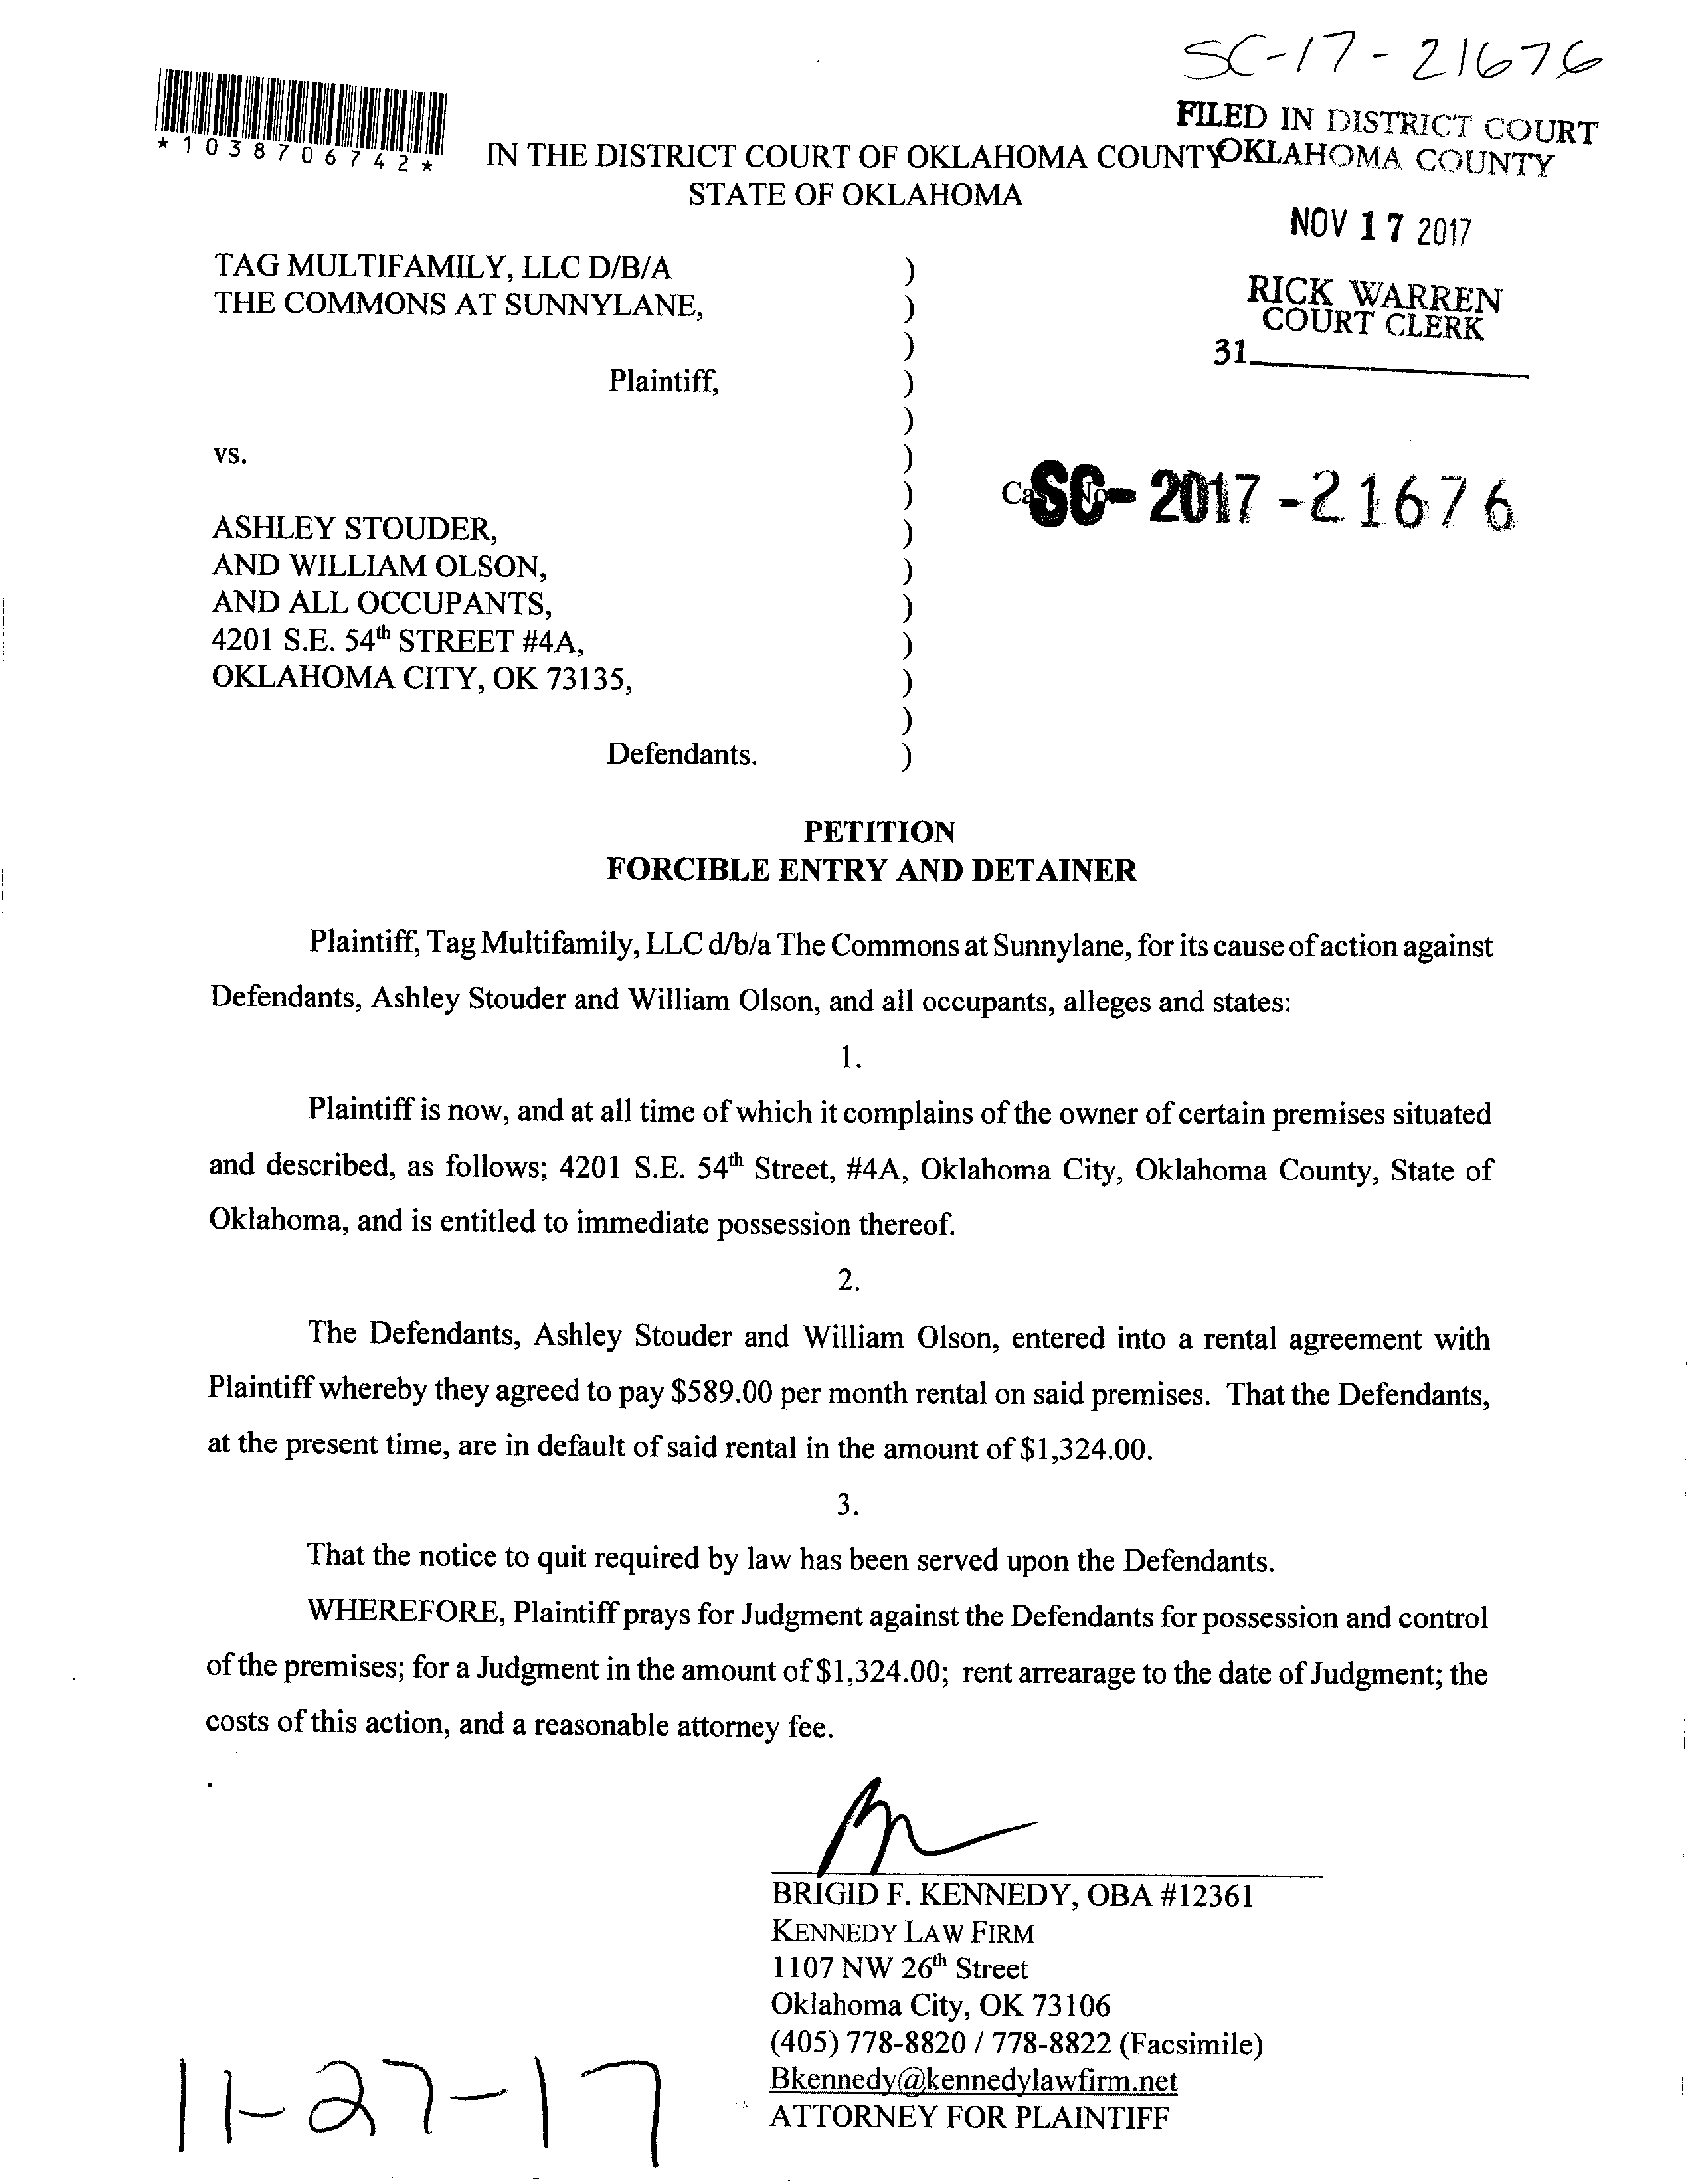 SC-17-21676
FILED IN DISTRICT COURT
OKLAHOMA COUNTY
*1038706742*
IN THE DISTRICT COURT OF OKLAHOMA COUNTY
STATE OF OKLAHOMA
NOV 17 2017
RICK WARREN
COURT CLERK
31
TAG MULTIFAMILY, LLC D/B/A )
THE COMMONS AT SUNNYLANE, )
)
Plaintiff, )
)
vs. )
)
SC-2017-21676
ASHLEY STOUDER, )
AND WILLIAM OLSON, )
AND ALL OCCUPANTS, )
4201 S.E. 54th STREET #4A, )
OKLAHOMA CITY, OK 73135, )
)
Defendants. )
PETITION
FORCIBLE ENTRY AND DETAINER
Plaintiff, Tag Multifamily, LLC d/b/a The Commons at Sunnylane, for its cause of action against
Defendants, Ashley Stouder and William Olson, and all occupants, alleges and states:
1.
Plaintiff is now, and at all time of which it complains of the owner of certain premises situated
and described, as follows; 4201 S.E. 54th Street, #4A, Oklahoma City, Oklahoma County, State of
Oklahoma, and is entitled to immediate possession thereof.
2.
The Defendants, Ashley Stouder and William Olson, entered into a rental agreement with
Plaintiff whereby they agreed to pay $589.00 per month rental on said premises. That the Defendants,
at the present time, are in default of said rental in the amount of $1,324.00.
3.
That the notice to quit required by law has been served upon the Defendants.
WHEREFORE, Plaintiff prays for Judgment against the Defendants for possession and control
of the premises; for a Judgment in the amount of $1,324.00; rent arrearage to the date of Judgment; the
costs of this action, and a reasonable attorney fee.
BRIGID F. KENNEDY, OBA #12361
KENNEDY LAW FIRM
1107 NW 26th Street
Oklahoma City, OK 73106
(405) 778-8820 / 778-8822 (Facsimile)
Bkennedy@kennedylawfirm.net
ATTORNEY FOR PLAINTIFF
11-27-17